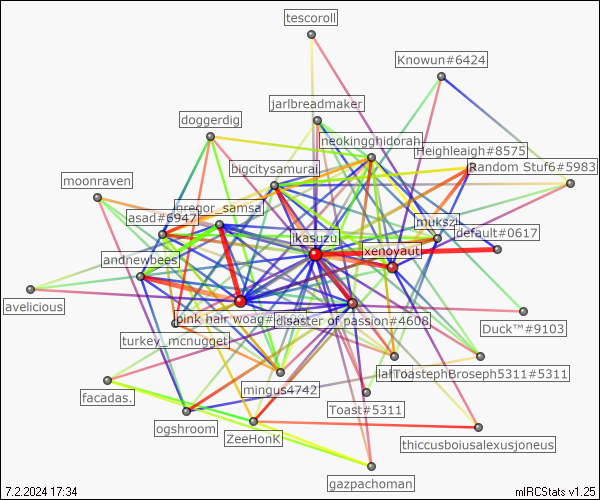 tescoroll
Knowun#6424
jarlbreadmaker
doggerdig
neokingghidorah
Heighleaigh#8575
bigcitysamurai
Random Stuf6#5983
moonraven
gregor_samsa
asad#6947
mukszi
ikasuzu
default#0617
xenoyaut
andnewbees
avelicious
pink hair woag#
disaster of passion#4608
Duck™#9103
turkey_mcnugget
ToastephBroseph5311#5311
mingus4742
facadas.
Toast#5311
ogshroom
ZeeHonK
thiccusboiusalexusjoneus
gazpachoman
7.2.2024 17:34
mIRCStats v1.25